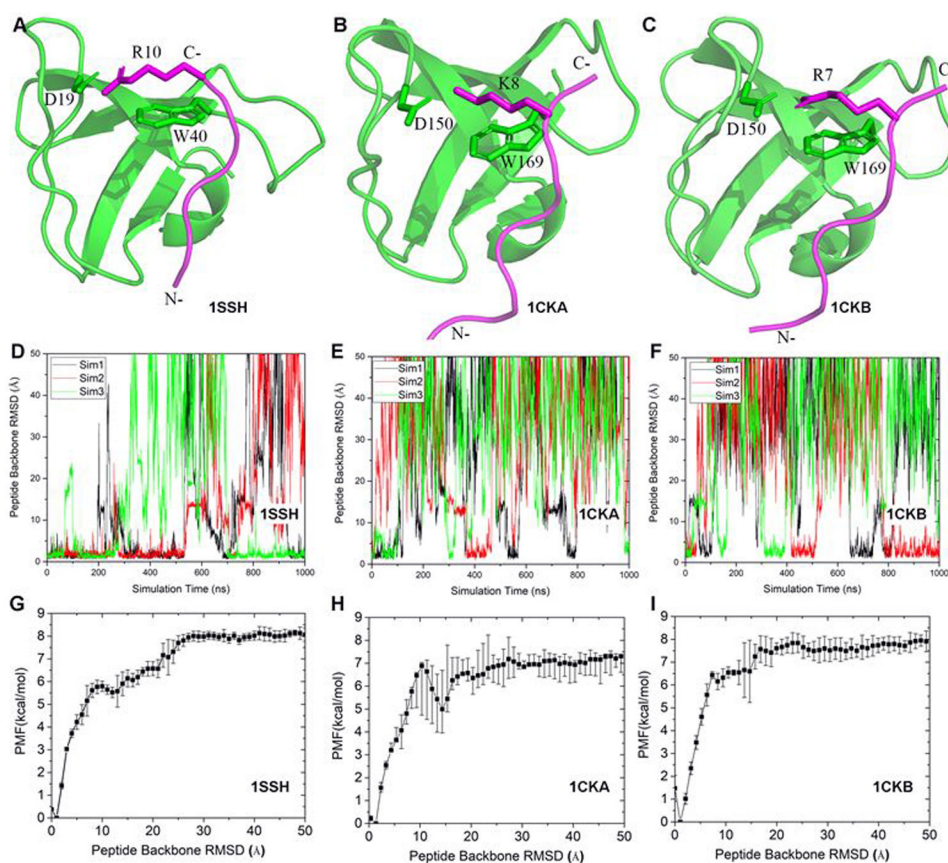 A
R10
C-
D19
W40
N-
1SSH
B
C-
K8
D150
W169
N-
1CKA
C
C
R7
D150
W169
N-
1CKB
D
50
40
30
20
10
0
Peptide Backbone RMSD (Å)
Sim1
Sim2
Sim3
1SSH
0 200 400 600 800 1000
Simulation Time (ns)
E
50
40
30
20
10
0
Peptide Backbone RMSD (Å)
Sim1
Sim2
Sim3
1CKA
0 200 400 600 800 1000
Simulation Time (ns)
F
50
40
30
20
10
0
Peptide Backbone RMSD (Å)
Sim1
Sim2
Sim3
1CKB
0 200 400 600 800 1000
Simulation Time (ns)
G
9
8
7
6
5
4
3
2
1
0
PMF(kcal/mol)
1SSH
0 10 20 30 40 50
Peptide Backbone RMSD (Å)
H
9
8
7
6
5
4
3
2
1
0
PMF(kcal/mol)
1CKA
0 10 20 30 40 50
Peptide Backbone RMSD (Å)
I
9
8
7
6
5
4
3
2
1
0
PMF(kcal/mol)
1CKB
0 10 20 30 40 50
Peptide Backbone RMSD (Å)